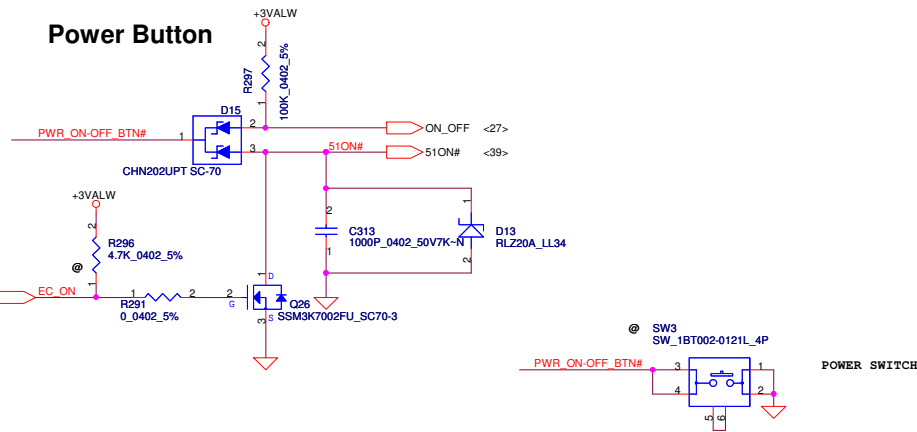 +3VALW
Power Button
2
R297
100K_0402_5%
1
D15
PWR_ON-OFF_BTN#
1
2
ON_OFF <27>
3
51ON#
51ON# <39>
CHN202UPT SC-70
+3VALW
2
R296
4.7K_0402_5%
@
1
2
C313
1000P_0402_50V7K~N
1
1
D13
RLZ20A_LL34
2
EC_ON
1
2
R291
0_0402_5%
1
D
2
G
Q26
S
SSM3K7002FU_SC70-3
3
@
SW3
SW_1BT002-0121L_4P
PWR_ON-OFF_BTN#
3
1
POWER SWITCH
4
2
5
6